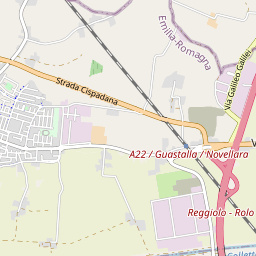 Emilia-Romagna
Via Galileo Galilei
Strada Cispadana
A22 / Guastalla / Novellara
Reggiolo - Rolo